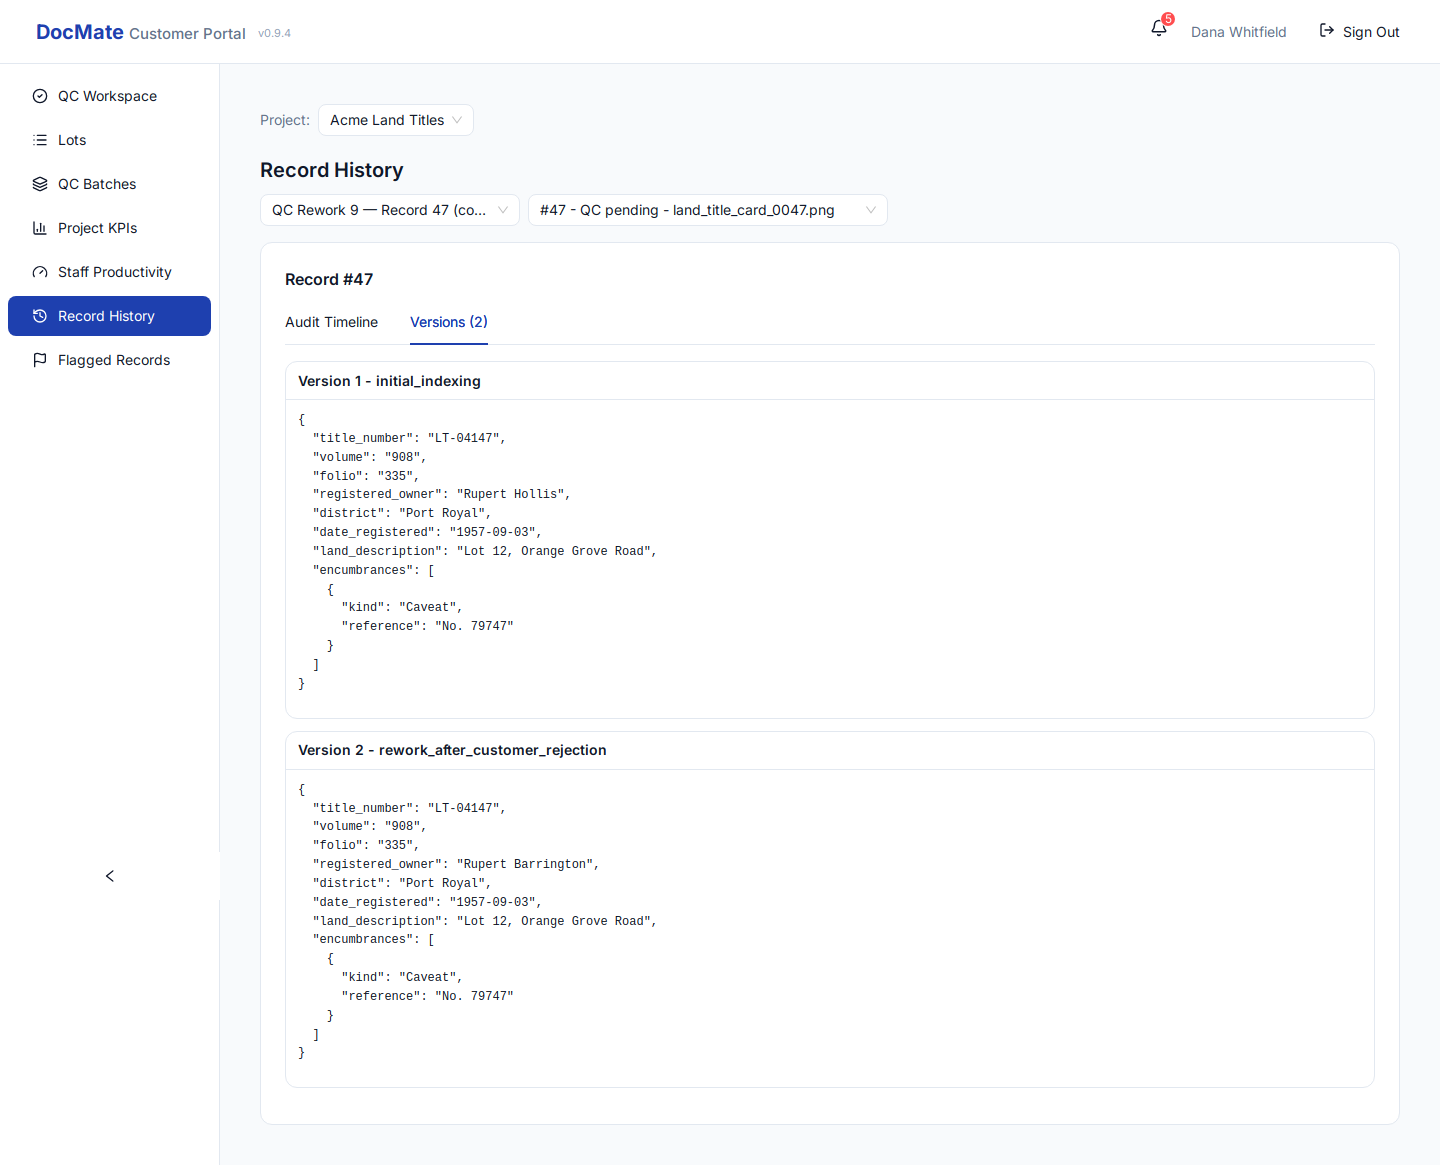 DocMate Customer Portal v0.9.4
5
Dana Whitfield
Sign Out
QC Workspace
Lots
QC Batches
Project KPIs
Staff Productivity
Record History
Flagged Records
Project: Acme Land Titles
Record History
QC Rework 9 — Record 47 (co...
#47 - QC pending - land_title_card_0047.png
Record #47
Audit Timeline
Versions (2)
Version 1 - initial_indexing
{
  "title_number": "LT-04147",
  "volume": "908",
  "folio": "335",
  "registered_owner": "Rupert Hollis",
  "district": "Port Royal",
  "date_registered": "1957-09-03",
  "land_description": "Lot 12, Orange Grove Road",
  "encumbrances": [
    {
      "kind": "Caveat",
      "reference": "No. 79747"
    }
  ]
}
Version 2 - rework_after_customer_rejection
{
  "title_number": "LT-04147",
  "volume": "908",
  "folio": "335",
  "registered_owner": "Rupert Barrington",
  "district": "Port Royal",
  "date_registered": "1957-09-03",
  "land_description": "Lot 12, Orange Grove Road",
  "encumbrances": [
    {
      "kind": "Caveat",
      "reference": "No. 79747"
    }
  ]
}